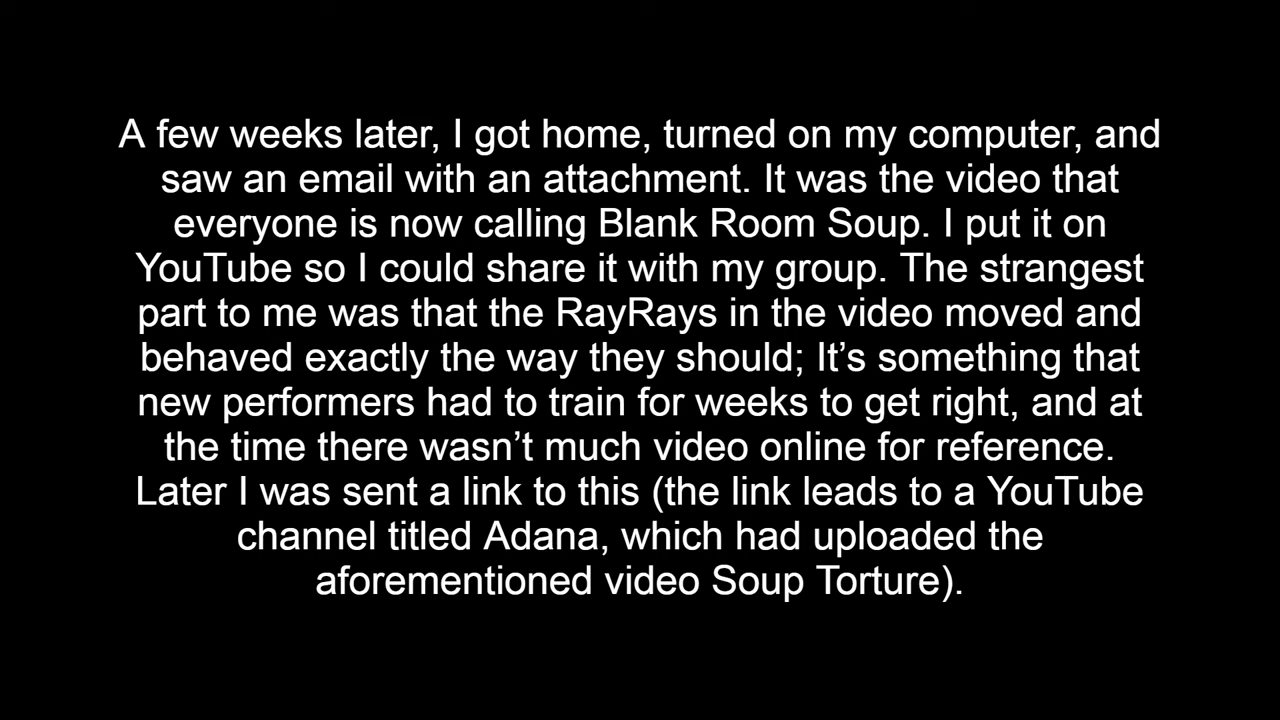 A few weeks later, I got home, turned on my computer, and
saw an email with an attachment. It was the video that
everyone is now calling Blank Room Soup. I put it on
YouTube so I could share it with my group. The strangest
part to me was that the RayRays in the video moved and
behaved exactly the way they should; It’s something that
new performers had to train for weeks to get right, and at
the time there wasn’t much video online for reference.
Later I was sent a link to this (the link leads to a YouTube
channel titled Adana, which had uploaded the
aforementioned video Soup Torture).